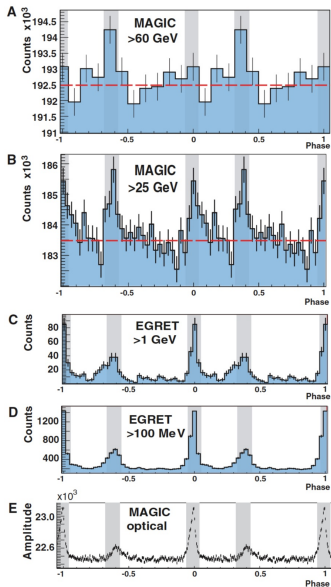 A
MAGIC
>60 GeV
Counts x10³
194.5
194
193.5
193
192.5
192
191.5
191
-1 -0.5 0 0.5 1
Phase
B
MAGIC
>25 GeV
Counts x10³
186
185
184
183
-1 -0.5 0 0.5 1
Phase
C
EGRET
>1 GeV
Counts
80
60
40
20
-1 -0.5 0 0.5 1
Phase
D
EGRET
>100 MeV
Counts
1200
800
400
-1 -0.5 0 0.5 1
Phase
E
×10³
MAGIC
optical
Amplitude
23.0
22.6
-1 -0.5 0 0.5 1
Phase